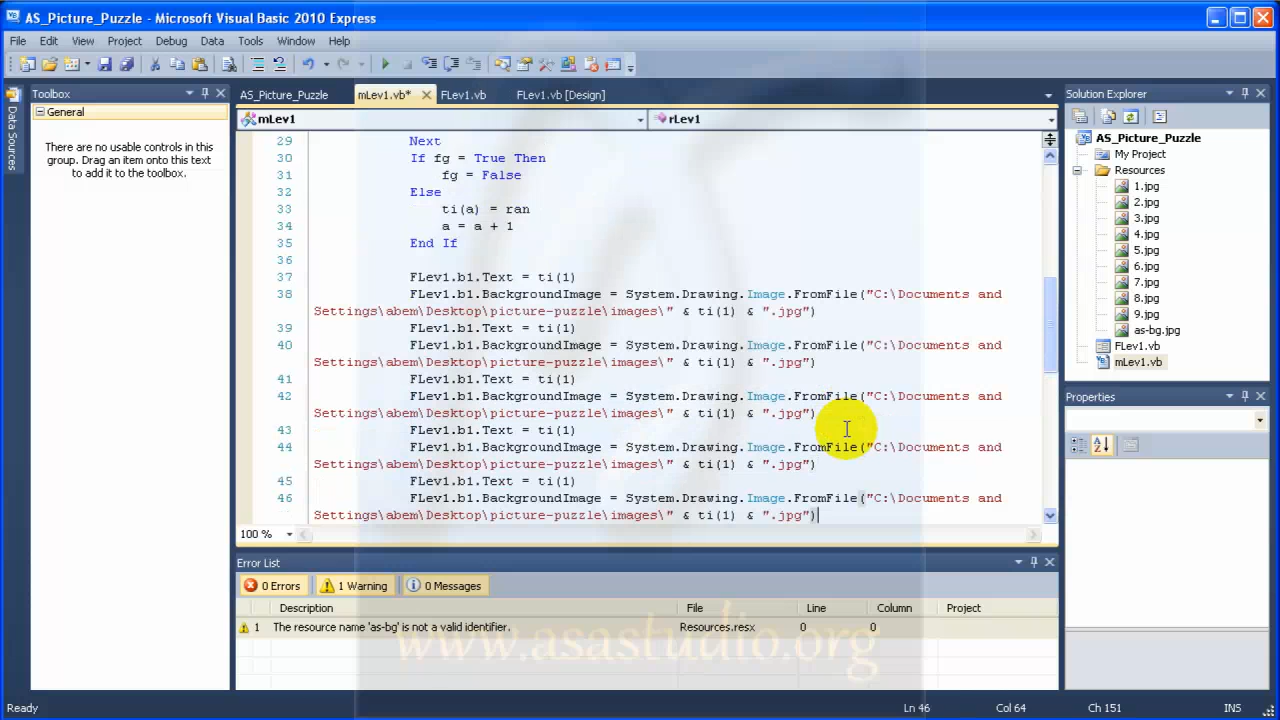 AS_Picture_Puzzle - Microsoft Visual Basic 2010 Express
File Edit View Project Debug Data Tools Window Help
Toolbox
General
There are no usable controls in this
group. Drag an item onto this text
to add it to the toolbox.
Data Sources
AS_Picture_Puzzle mLev1.vb* FLev1.vb FLev1.vb [Design]
mLev1 rLev1
29 Next
30 If fg = True Then
31 fg = False
32 Else
33 ti(a) = ran
34 a = a + 1
35 End If
36
37 FLev1.b1.Text = ti(1)
38 FLev1.b1.BackgroundImage = System.Drawing.Image.FromFile("C:\Documents and
Settings\abem\Desktop\picture-puzzle\images\" & ti(1) & ".jpg")
39 FLev1.b1.Text = ti(1)
40 FLev1.b1.BackgroundImage = System.Drawing.Image.FromFile("C:\Documents and
Settings\abem\Desktop\picture-puzzle\images\" & ti(1) & ".jpg")
41 FLev1.b1.Text = ti(1)
42 FLev1.b1.BackgroundImage = System.Drawing.Image.FromFile("C:\Documents and
Settings\abem\Desktop\picture-puzzle\images\" & ti(1) & ".jpg")
43 FLev1.b1.Text = ti(1)
44 FLev1.b1.BackgroundImage = System.Drawing.Image.FromFile("C:\Documents and
Settings\abem\Desktop\picture-puzzle\images\" & ti(1) & ".jpg")
45 FLev1.b1.Text = ti(1)
46 FLev1.b1.BackgroundImage = System.Drawing.Image.FromFile("C:\Documents and
Settings\abem\Desktop\picture-puzzle\images\" & ti(1) & ".jpg")
100 %
Error List
0 Errors 1 Warning 0 Messages
Description File Line Column Project
1 The resource name 'as-bg' is not a valid identifier. Resources.resx 0 0
www.asastudio.org
Solution Explorer
AS_Picture_Puzzle
My Project
Resources
1.jpg
2.jpg
3.jpg
4.jpg
5.jpg
6.jpg
7.jpg
8.jpg
9.jpg
as-bg.jpg
FLev1.vb
mLev1.vb
Properties
Ready Ln 46 Col 64 Ch 151 INS